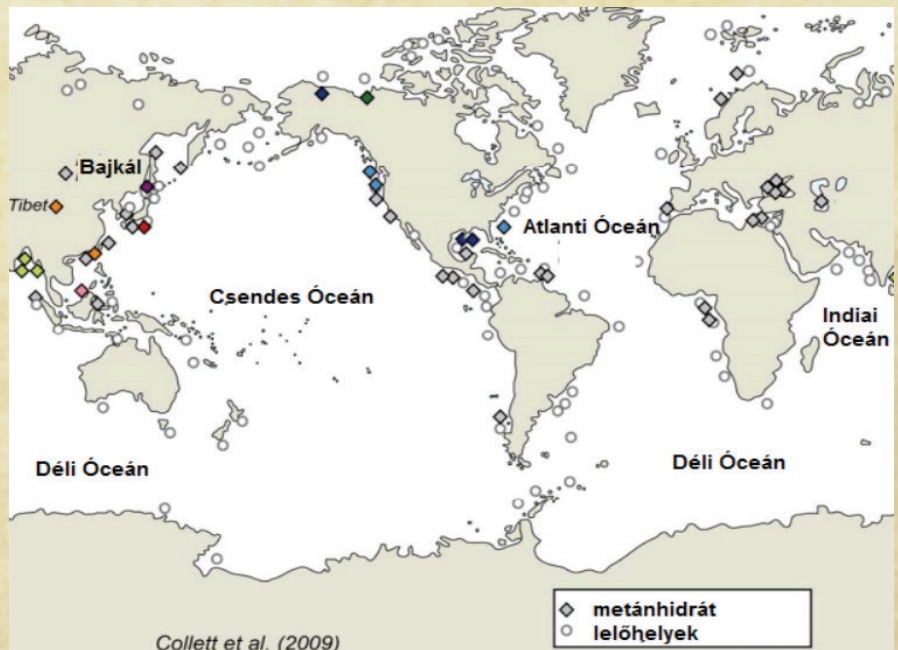 Bajkál
Tibet
Atlanti Óceán
Csendes Óceán
Indiai
Óceán
Déli Óceán
Déli Óceán
metánhidrát
lelőhelyek
Collett et al. (2009)